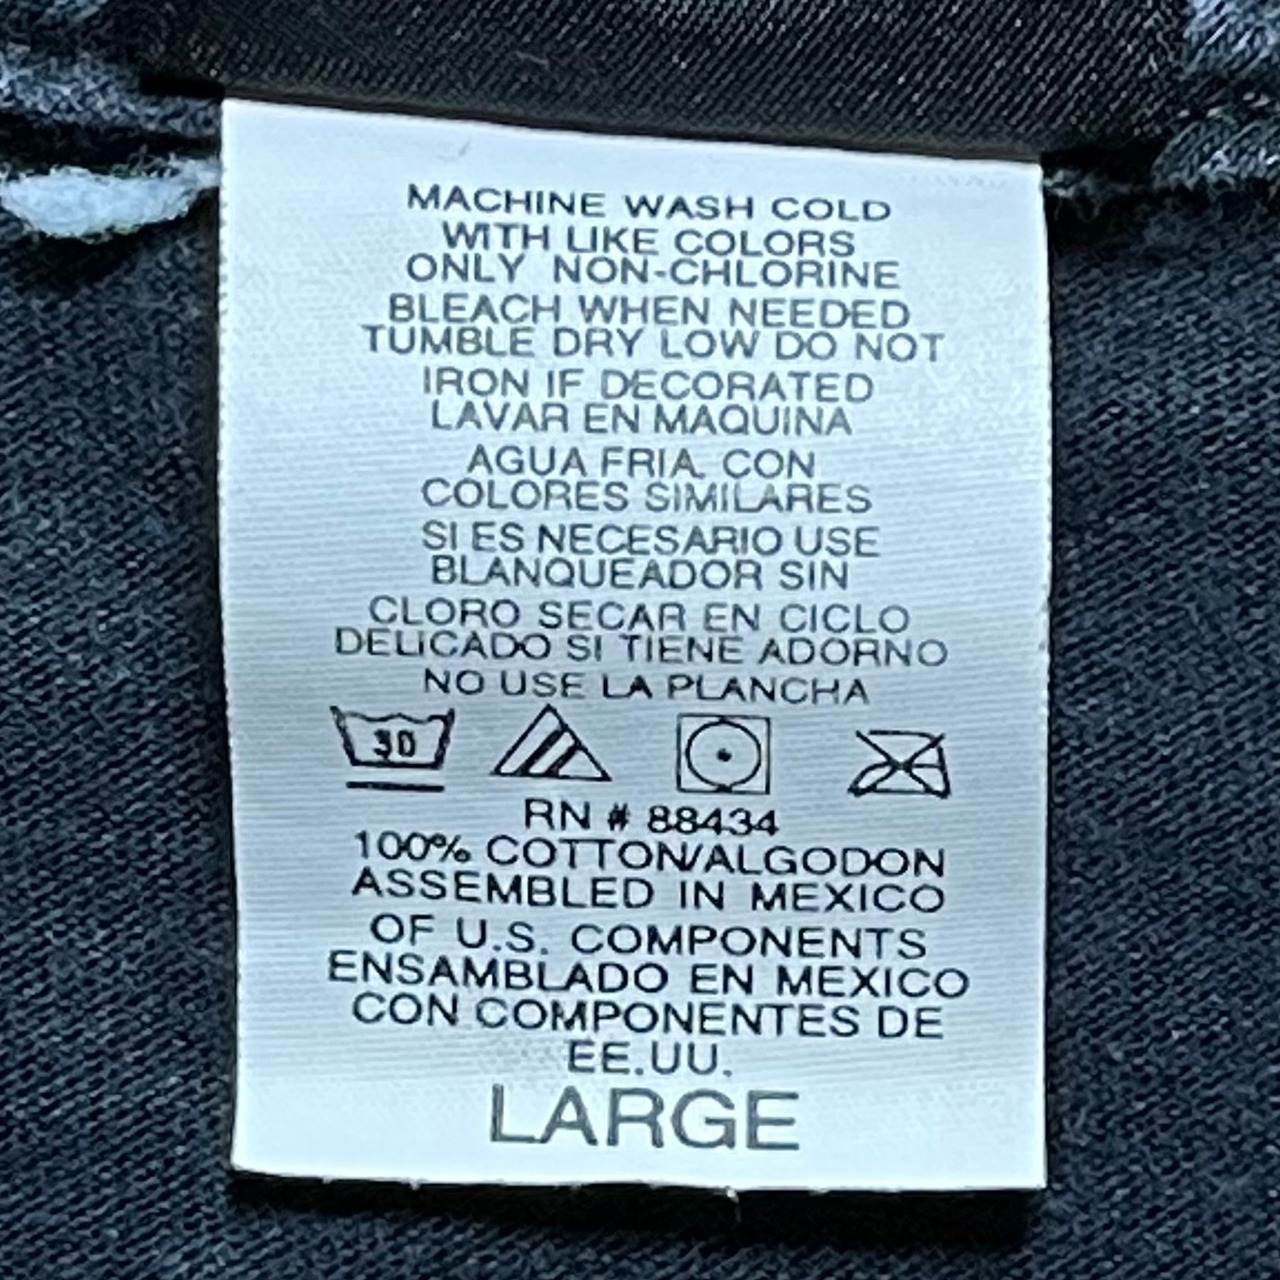 MACHINE WASH COLD
WITH LIKE COLORS
ONLY NON-CHLORINE
BLEACH WHEN NEEDED
TUMBLE DRY LOW DO NOT
IRON IF DECORATED
LAVAR EN MAQUINA
AGUA FRIA. CON
COLORES SIMILARES
SI ES NECESARIO USE
BLANQUEADOR SIN
CLORO SECAR EN CICLO
DELICADO SI TIENE ADORNO
NO USE LA PLANCHA
30
RN # 88434
100% COTTON/ALGODON
ASSEMBLED IN MEXICO
OF U.S. COMPONENTS
ENSAMBLADO EN MEXICO
CON COMPONENTES DE
EE.UU.
LARGE